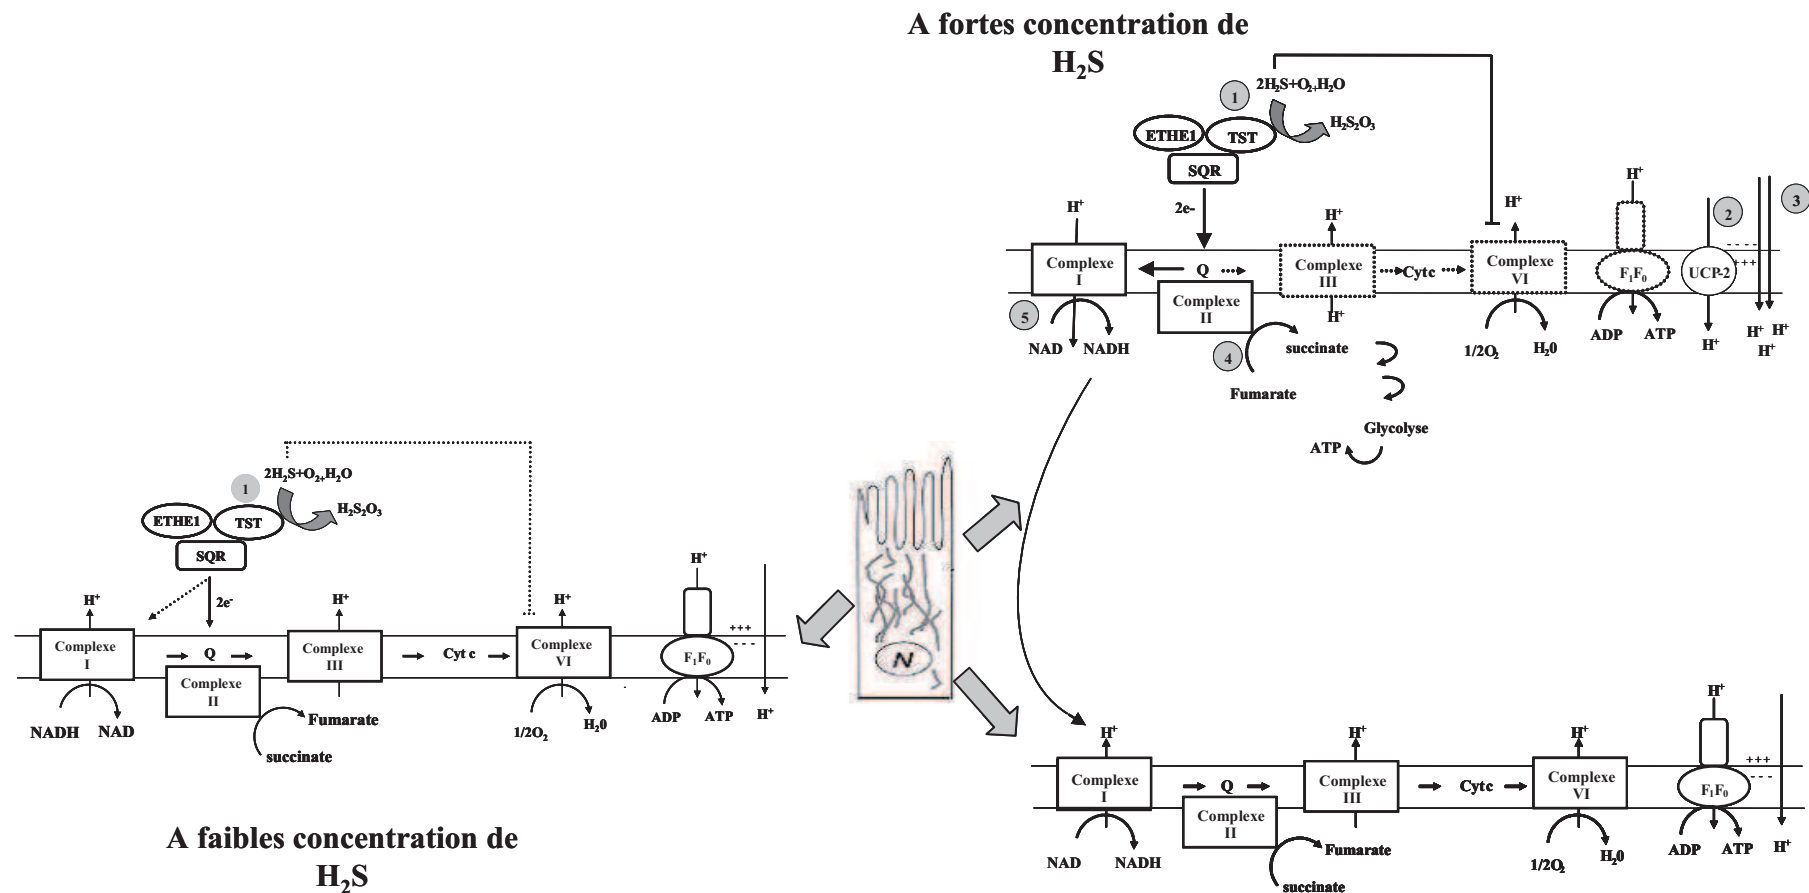 A fortes concentration de
H₂S
2H₂S+O₂+H₂O
1
H₂S₂O₃
ETHE1
TST
SQR
2e-
H⁺
H⁺
H⁺
H⁺
2
3
- - - -
+++
Complexe
I
Q
Complexe
III
Cytc
Complexe
VI
F₁F₀
UCP-2
Complexe
II
H⁺
5
NAD
NADH
4
succinate
Fumarate
1/2O₂
H₂0
ADP
ATP
H⁺
H⁺
H⁺
H⁺
Glycolyse
ATP
2H₂S+O₂+H₂O
1
H₂S₂O₃
ETHE1
TST
SQR
2e-
H⁺
H⁺
H⁺
H⁺
+++
- - -
Complexe
I
Q
Complexe
III
Cyt c
Complexe
VI
F₁F₀
Complexe
II
NADH
NAD
Fumarate
succinate
1/2O₂
H₂0
ADP
ATP
H⁺
N
A faibles concentration de
H₂S
H⁺
H⁺
H⁺
H⁺
+++
- - -
Complexe
I
Q
Complexe
III
Cytc
Complexe
VI
F₁F₀
Complexe
II
NAD
NADH
Fumarate
succinate
1/2O₂
H₂0
ADP
ATP
H⁺